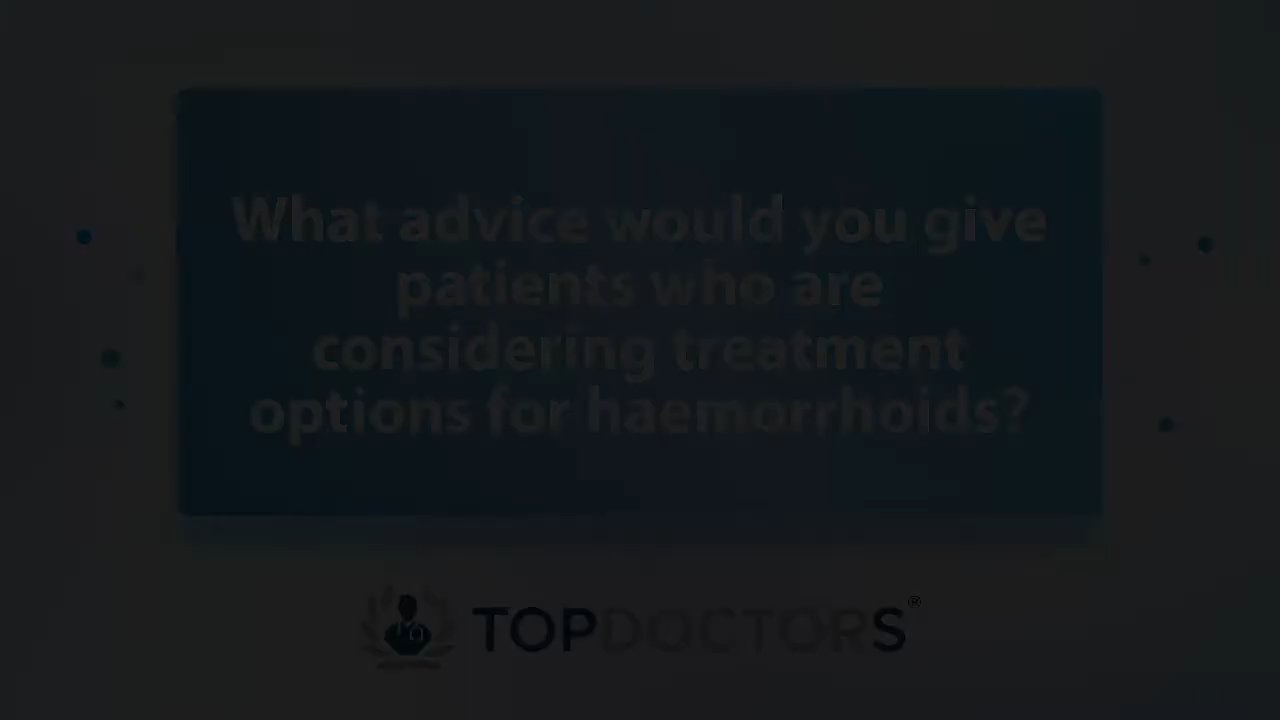 What advice would you give
patients who are
considering treatment
options for haemorrhoids?
TOPDOCTORS®